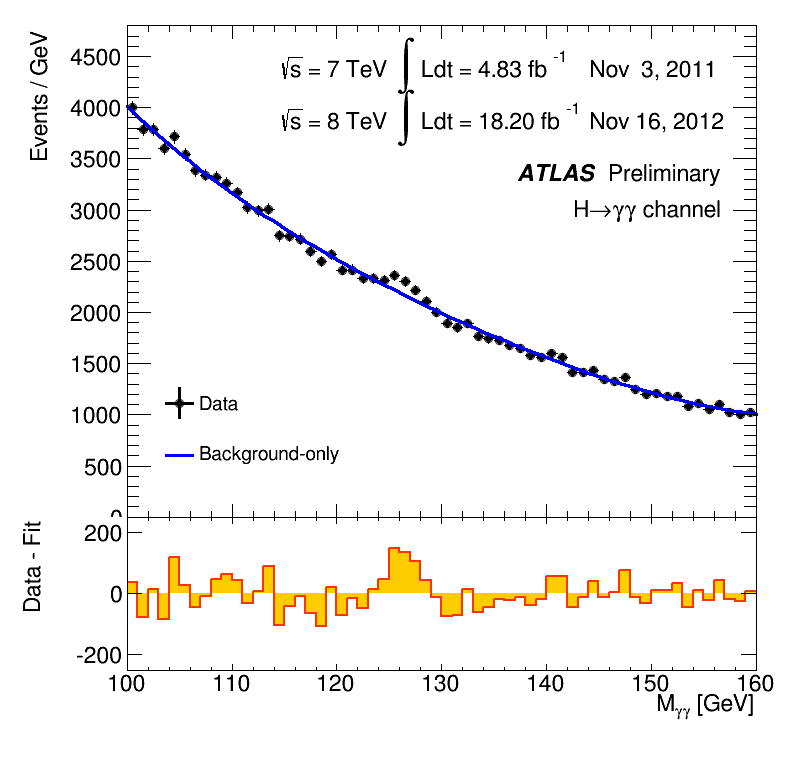 Events / GeV
4500
4000
3500
3000
2500
2000
1500
1000
500
0
√s = 7 TeV ∫ Ldt = 4.83 fb⁻¹ Nov 3, 2011
√s = 8 TeV ∫ Ldt = 18.20 fb⁻¹ Nov 16, 2012
ATLAS Preliminary
H→γγ channel
Data
Background-only
Data - Fit
200
0
-200
100 110 120 130 140 150 160
Mγγ [GeV]